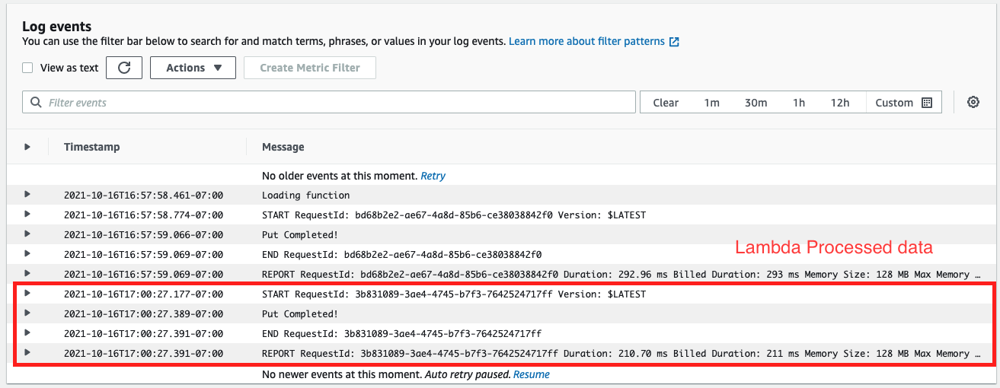 Log events
You can use the filter bar below to search for and match terms, phrases, or values in your log events. Learn more about filter patterns
View as text Actions Create Metric Filter
Filter events Clear 1m 30m 1h 12h Custom
Timestamp Message
No older events at this moment. Retry
2021-10-16T16:57:58.461-07:00 Loading function
2021-10-16T16:57:58.774-07:00 START RequestId: bd68b2e2-ae67-4a8d-85b6-ce38038842f0 Version: $LATEST
2021-10-16T16:57:59.066-07:00 Put Completed!
2021-10-16T16:57:59.069-07:00 END RequestId: bd68b2e2-ae67-4a8d-85b6-ce38038842f0
Lambda Processed data
2021-10-16T16:57:59.069-07:00 REPORT RequestId: bd68b2e2-ae67-4a8d-85b6-ce38038842f0 Duration: 292.96 ms Billed Duration: 293 ms Memory Size: 128 MB Max Memory …
2021-10-16T17:00:27.177-07:00 START RequestId: 3b831089-3ae4-4745-b7f3-7642524717ff Version: $LATEST
2021-10-16T17:00:27.389-07:00 Put Completed!
2021-10-16T17:00:27.391-07:00 END RequestId: 3b831089-3ae4-4745-b7f3-7642524717ff
2021-10-16T17:00:27.391-07:00 REPORT RequestId: 3b831089-3ae4-4745-b7f3-7642524717ff Duration: 210.70 ms Billed Duration: 211 ms Memory Size: 128 MB Max Memory …
No newer events at this moment. Auto retry paused. Resume